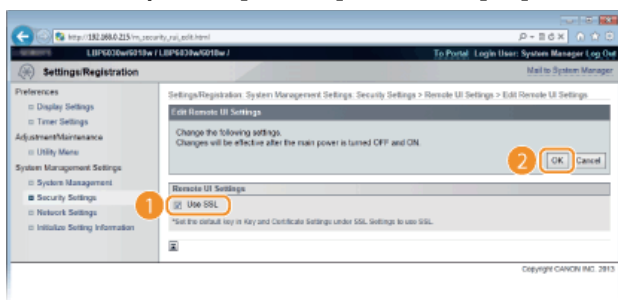 http://192.168.0.215/m_security_rui_edit.html
LBP6030w/6018w / LBP6030w/6018w /
To Portal Login User: System Manager Log Out
Settings/Registration
Mail to System Manager
Preferences
Display Settings
Timer Settings
Adjustment/Maintenance
Utility Menu
System Management Settings
System Management
Security Settings
Network Settings
Initialize Setting Information
Settings/Registration: System Management Settings: Security Settings > Remote UI Settings > Edit Remote UI Settings
Edit Remote UI Settings
Change the following settings.
Changes will be effective after the main power is turned OFF and ON.
2
OK Cancel
Remote UI Settings
1
Use SSL
*Set the default key in Key and Certificate Settings under SSL Settings to use SSL.
Copyright CANON INC. 2013